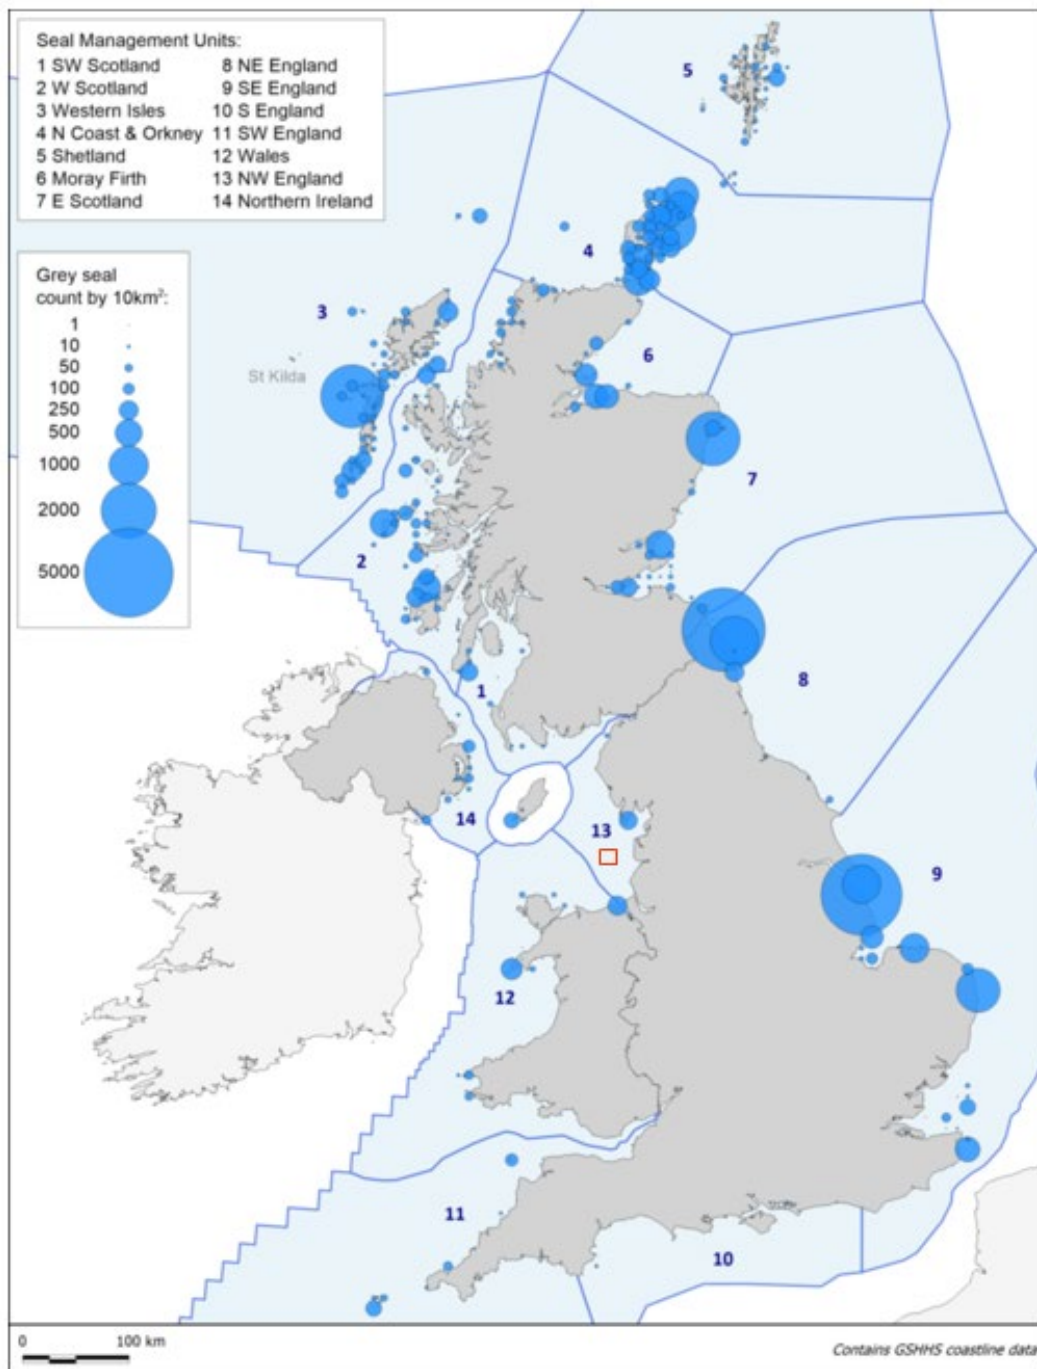 Seal Management Units:
1 SW Scotland
2 W Scotland
3 Western Isles
4 N Coast & Orkney
5 Shetland
6 Moray Firth
7 E Scotland
8 NE England
9 SE England
10 S England
11 SW England
12 Wales
13 NW England
14 Northern Ireland
Grey seal
count by 10km²:
1
10
50
100
250
500
1000
2000
5000
5
4
3
6
St Kilda
7
2
1
8
14
13
9
12
11
10
0 100 km
Contains GSHHS coastline data